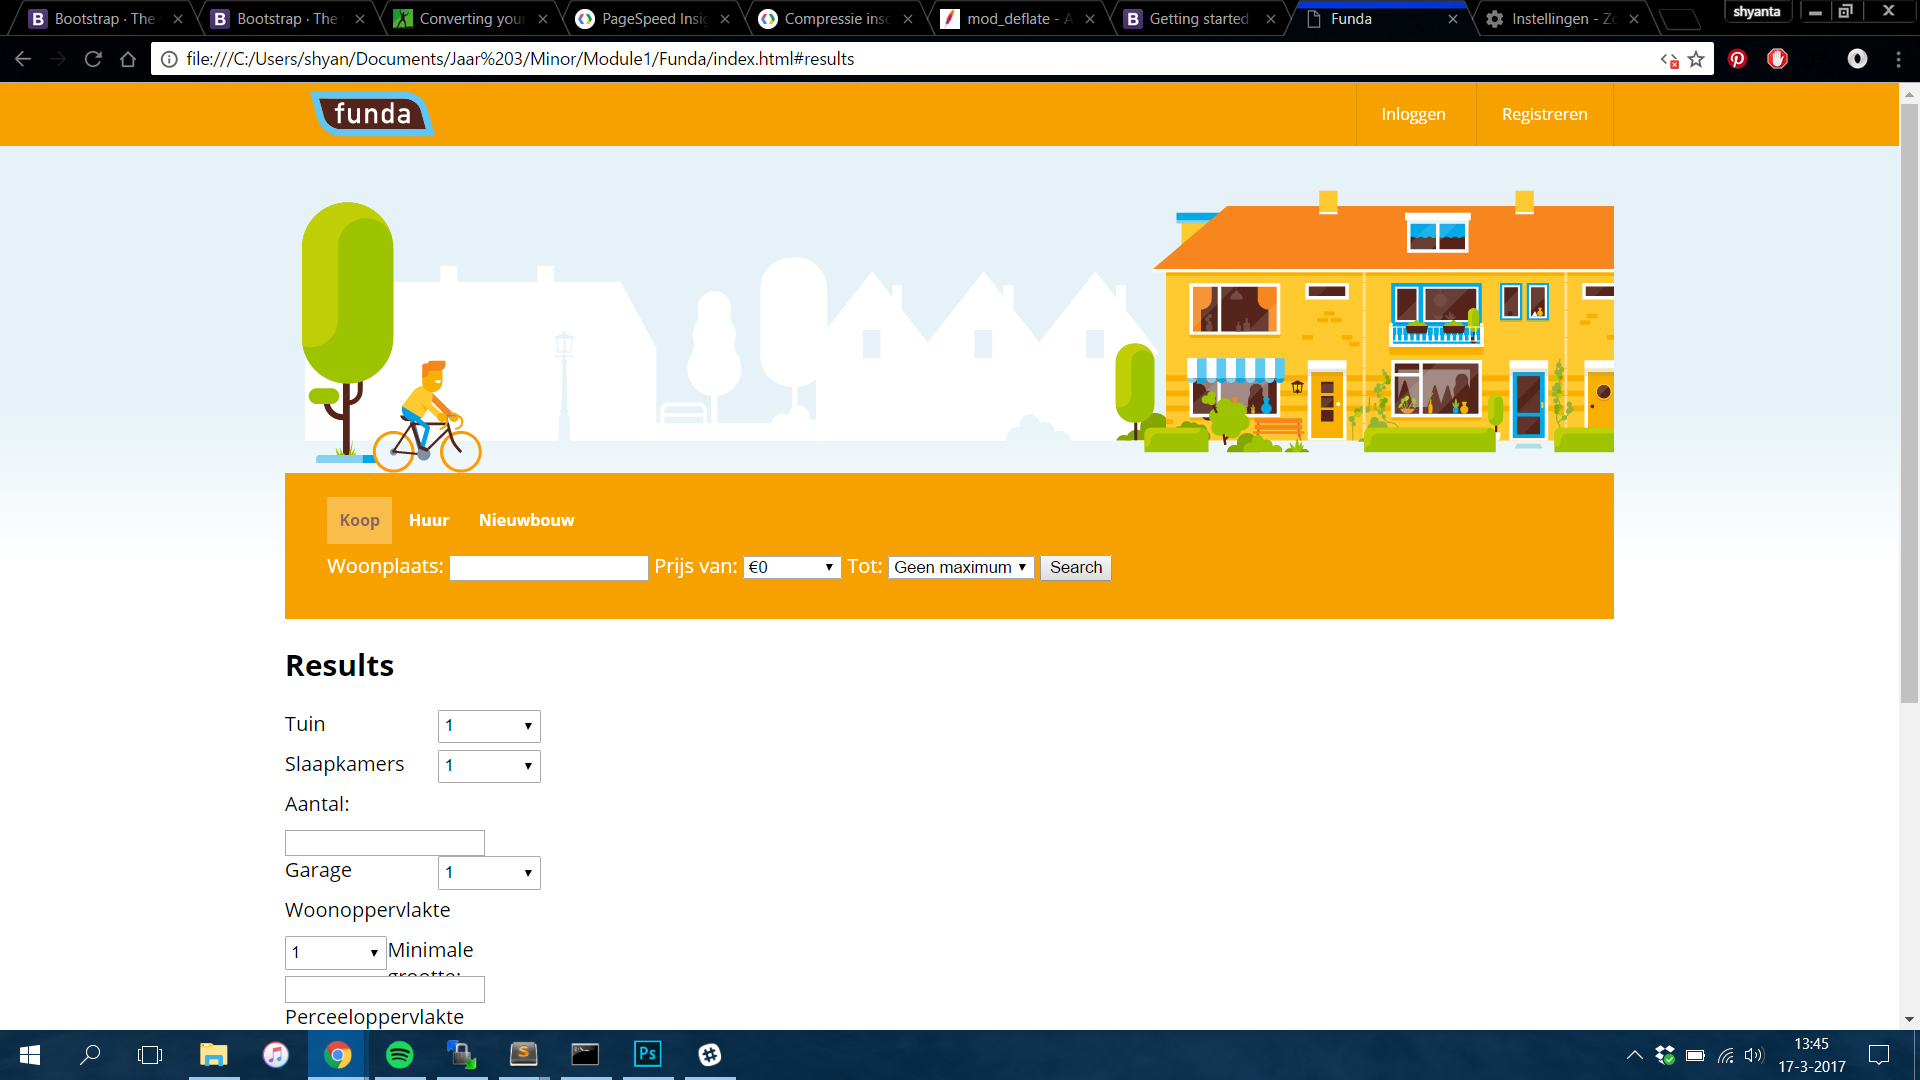 Bootstrap · The
Bootstrap · The
Converting your
PageSpeed Insig
Compressie insc
mod_deflate - A
Getting started
Funda
Instellingen - Zo
shyanta
file:///C:/Users/shyan/Documents/Jaar%203/Minor/Module1/Funda/index.html#results
funda
Inloggen
Registreren
Koop
Huur
Nieuwbouw
Woonplaats:
Prijs van: €0
Tot: Geen maximum
Search
Results
Tuin 1
Slaapkamers 1
Aantal:
Garage 1
Woonoppervlakte
1 Minimale
grootte:
Perceeloppervlakte
Ps
13:45
17-3-2017